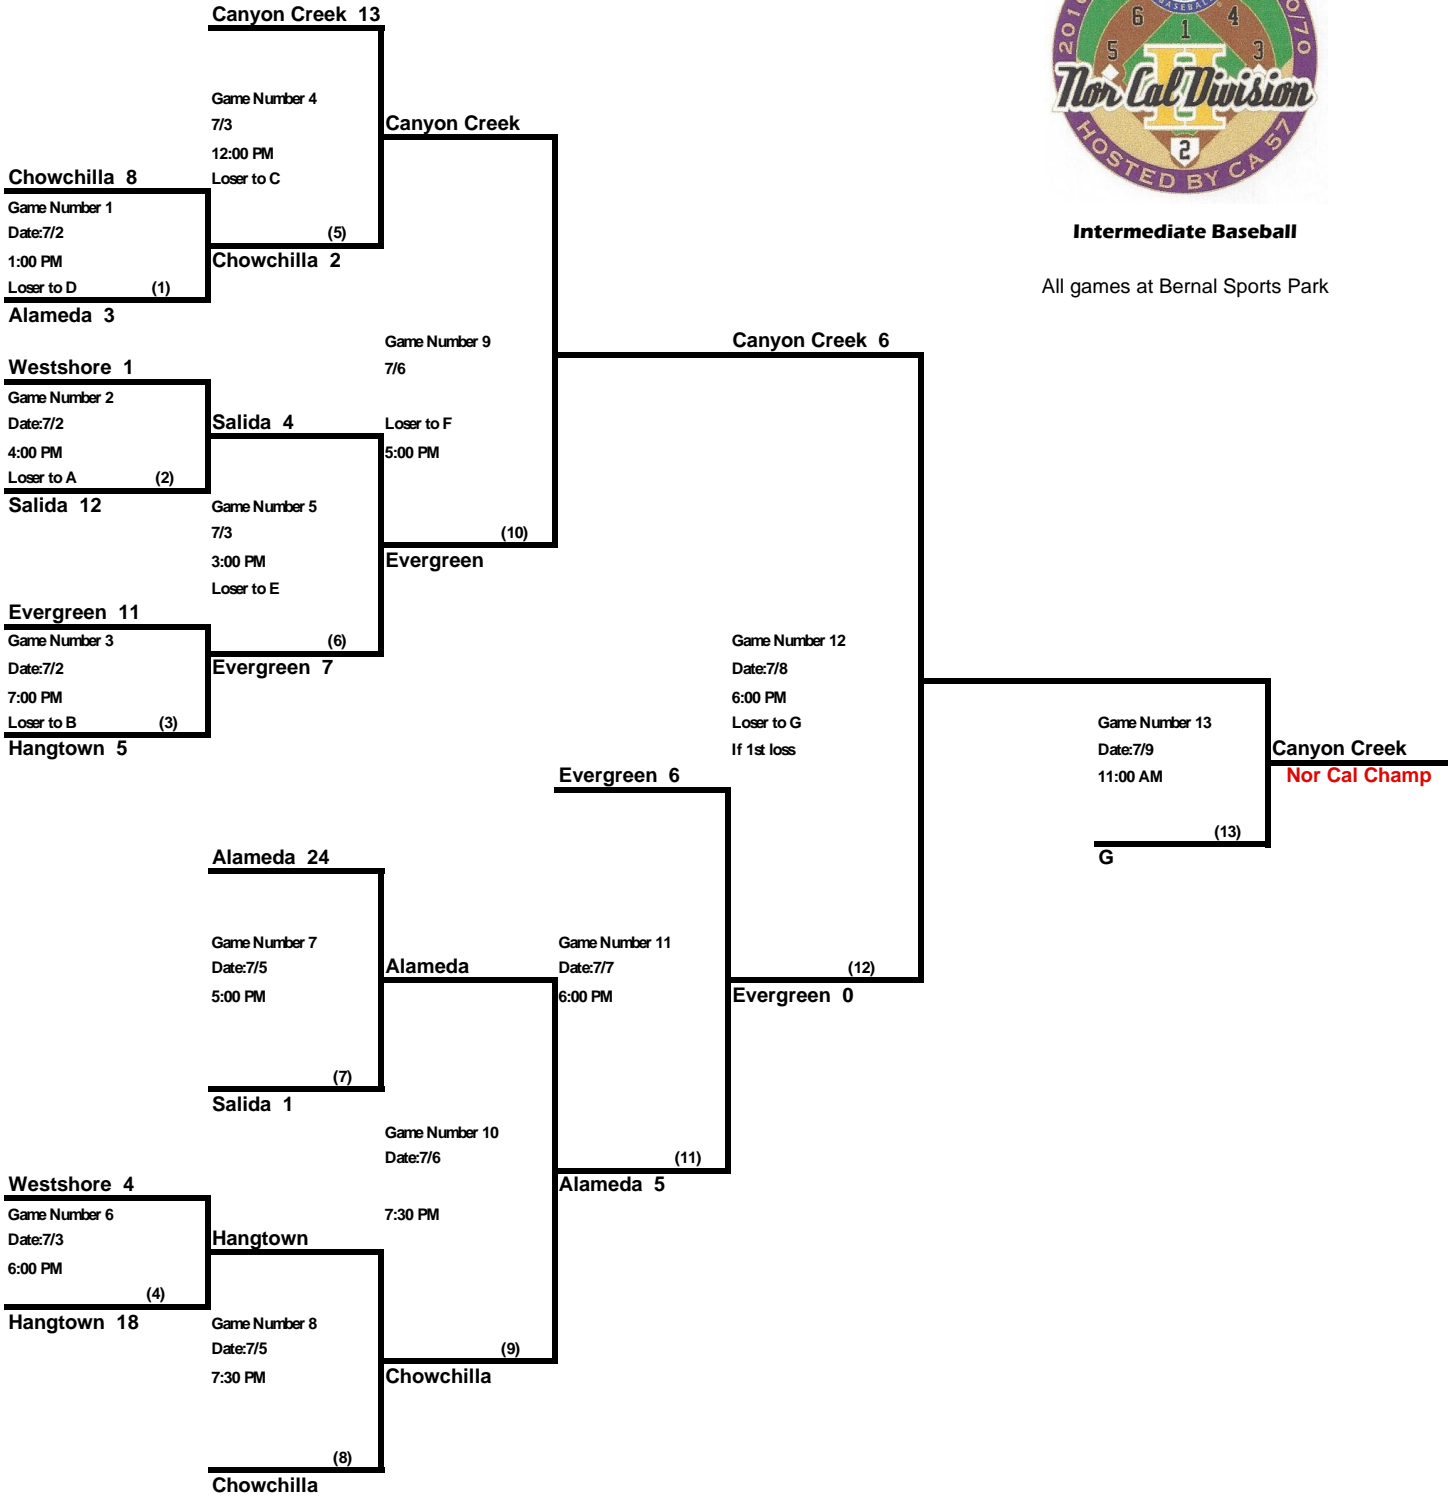 Canyon Creek 13
Game Number 4
7/3
12:00 PM
Loser to C
Canyon Creek
Chowchilla 8
Game Number 1
Date:7/2
1:00 PM
Loser to D (1)
Alameda 3
(5)
Chowchilla 2
Westshore 1
Game Number 2
Date:7/2
4:00 PM
Loser to A (2)
Salida 12
Salida 4
Game Number 5
7/3
3:00 PM
Loser to E
(6)
Evergreen 7
Evergreen 11
Game Number 3
Date:7/2
7:00 PM
Loser to B (3)
Hangtown 5
Game Number 9
7/6
Loser to F
5:00 PM
(10)
Evergreen
BASEBALL
6
4
1
5
3
Nor Cal Division
II
2
HOSTED BY CA 57
Intermediate Baseball
All games at Bernal Sports Park
Canyon Creek 6
Game Number 12
Date:7/8
6:00 PM
Loser to G
If 1st loss
(12)
Evergreen 0
Game Number 13
Date:7/9
11:00 AM
(13)
G
Canyon Creek
Nor Cal Champ
Evergreen 6
Game Number 11
Date:7/7
6:00 PM
(11)
Alameda 5
Alameda 24
Game Number 7
Date:7/5
5:00 PM
(7)
Salida 1
Alameda
Game Number 10
Date:7/6
7:30 PM
(9)
Chowchilla
Westshore 4
Game Number 6
Date:7/3
6:00 PM
(4)
Hangtown 18
Hangtown
Game Number 8
Date:7/5
7:30 PM
(8)
Chowchilla